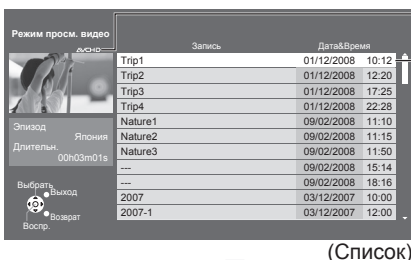 Режим просм. видео
AVCHD
Запись Дата&Время
Trip1 01/12/2008 10:12
Trip2 01/12/2008 12:20
Trip3 01/12/2008 17:25
Trip4 01/12/2008 22:28
Nature1 09/02/2008 11:10
Nature2 09/02/2008 11:15
Nature3 09/02/2008 11:50
--- 09/02/2008 15:14
--- 09/02/2008 18:16
2007 03/12/2007 10:00
2007-1 03/12/2007 12:00
Эпизод
Япония
Длительн.
00h03m01s
Выбрать
Выход
Возврат
Воспр.
(Список)